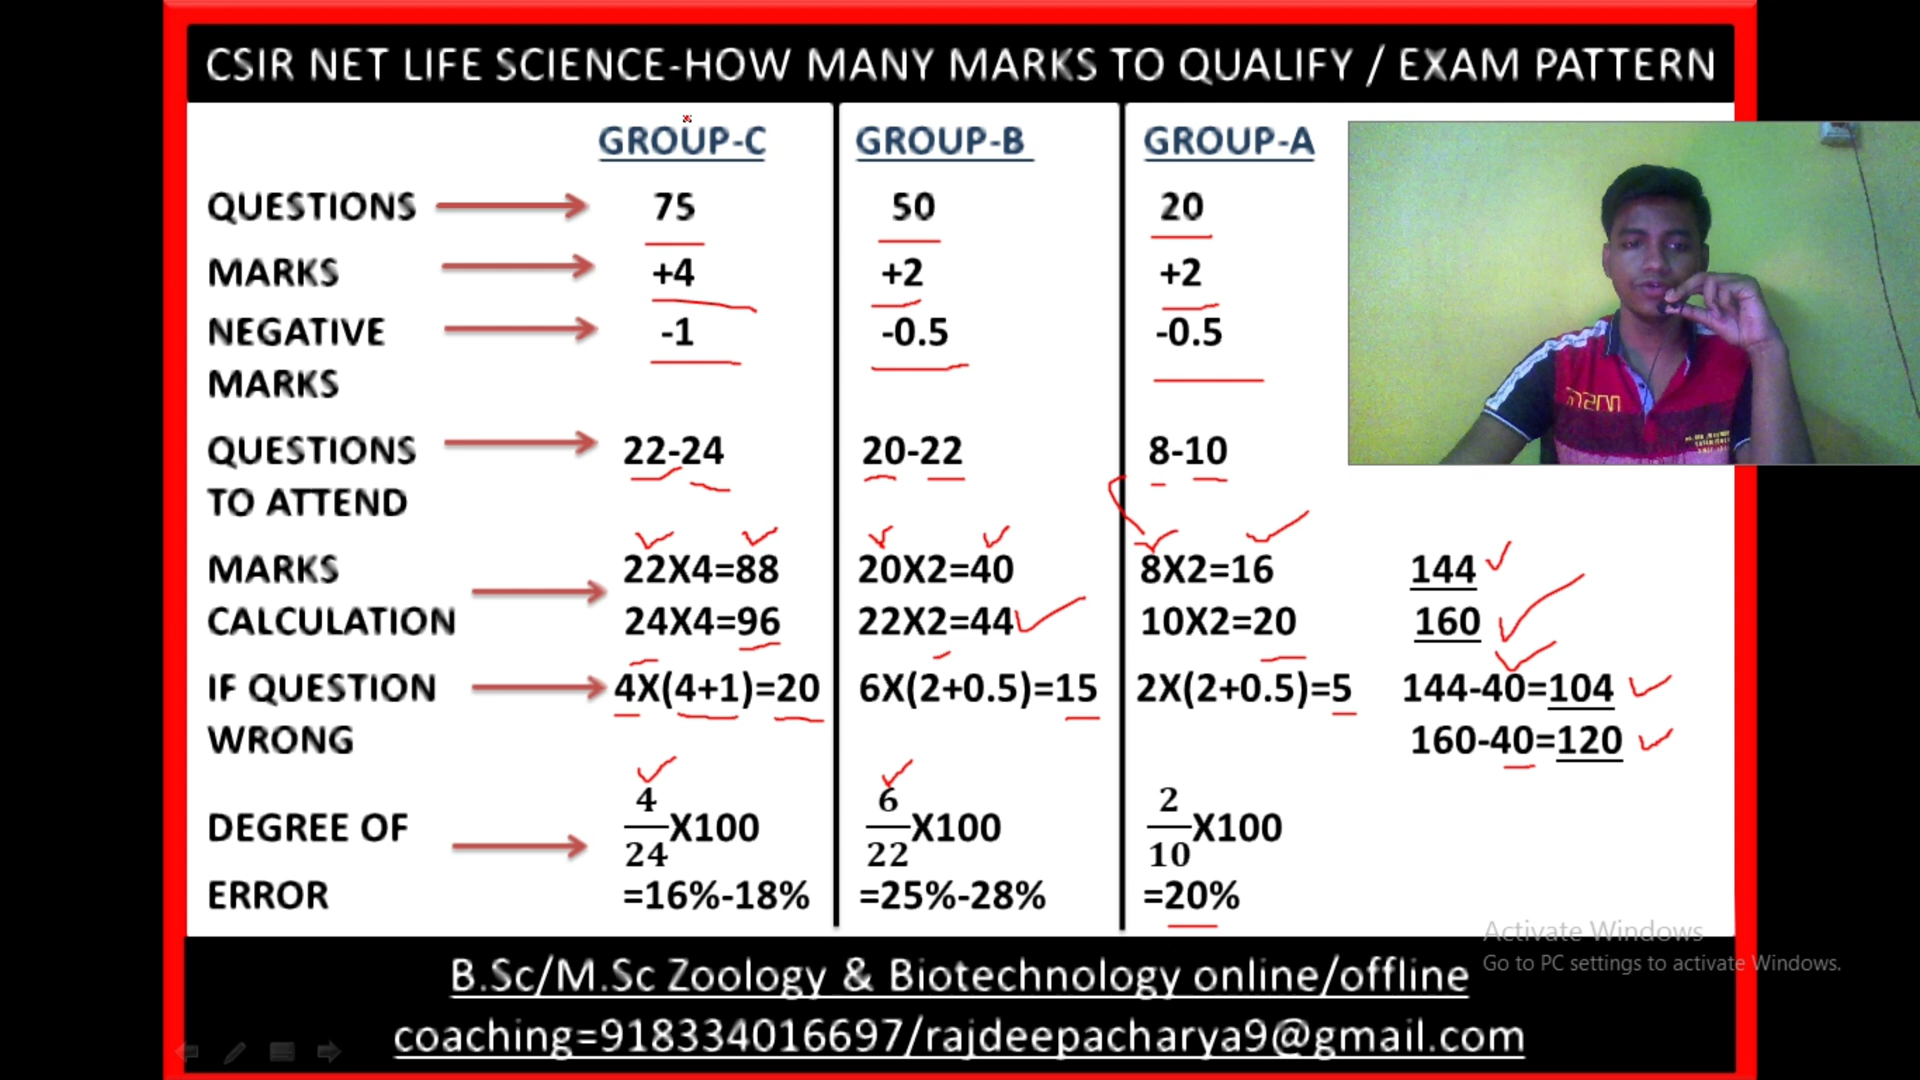 CSIR NET LIFE SCIENCE-HOW MANY MARKS TO QUALIFY / EXAM PATTERN
GROUP-C GROUP-B GROUP-A
QUESTIONS 75 50 20
MARKS +4 +2 +2
NEGATIVE -1 -0.5 -0.5
MARKS
QUESTIONS 22-24 20-22 8-10
TO ATTEND
MARKS 22X4=88 20X2=40 8X2=16 144
CALCULATION 24X4=96 22X2=44 10X2=20 160
IF QUESTION 4X(4+1)=20 6X(2+0.5)=15 2X(2+0.5)=5 144-40=104
WRONG 160-40=120
DEGREE OF 4/24X100 6/22X100 2/10X100
ERROR =16%-18% =25%-28% =20%
Activate Windows
Go to PC settings to activate Windows.
B.Sc/M.Sc Zoology & Biotechnology online/offline
coaching=918334016697/rajdeepacharya9@gmail.com